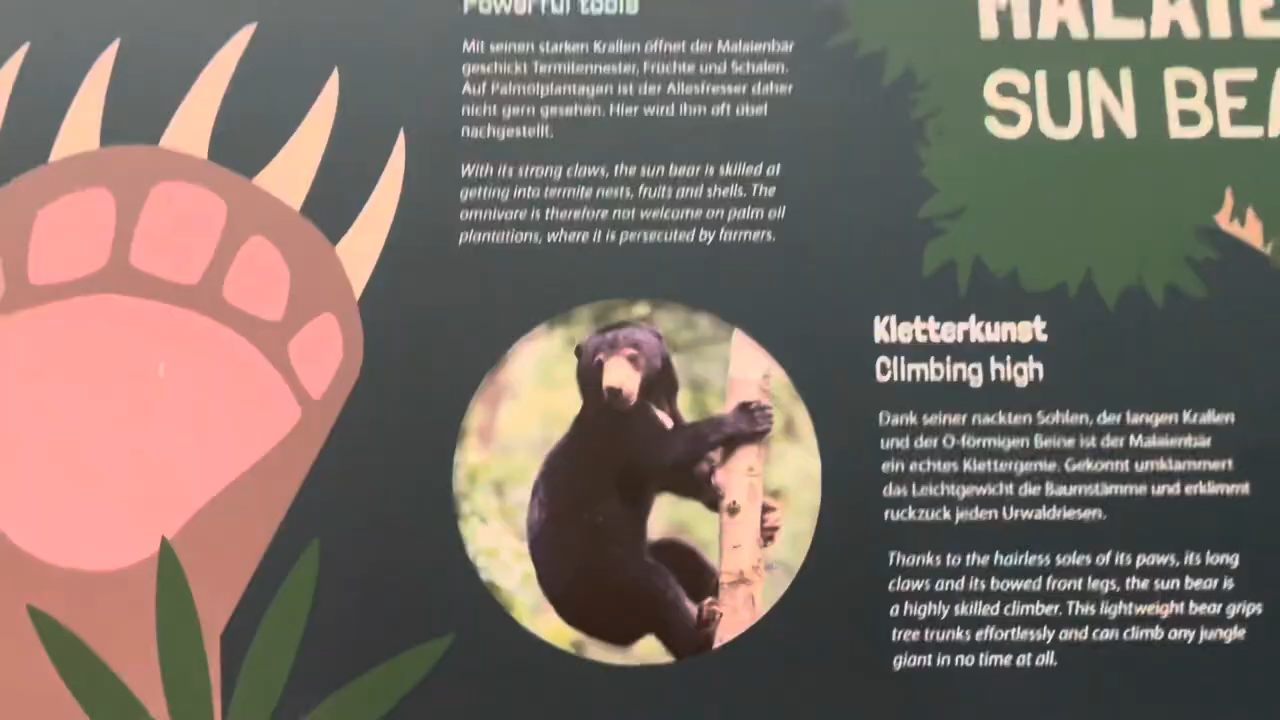 Powerful tools
Mit seinen starken Krallen öffnet der Malaienbär
geschickt Termitennester, Früchte und Schalen.
Auf Palmölplantagen ist der Allesfresser daher
nicht gern gesehen. Hier wird ihm oft übel
nachgestellt.
With its strong claws, the sun bear is skilled at
getting into termite nests, fruits and shells. The
omnivore is therefore not welcome on palm oil
plantations, where it is persecuted by farmers.
MALAIE
SUN BEA
Kletterkunst
Climbing high
Dank seiner nackten Sohlen, der langen Krallen
und der O-förmigen Beine ist der Malaienbär
ein echtes Klettergenie. Gekonnt umklammert
das Leichtgewicht die Baumstämme und erklimmt
ruckzuck jeden Urwaldriesen.
Thanks to the hairless soles of its paws, its long
claws and its bowed front legs, the sun bear is
a highly skilled climber. This lightweight bear grips
tree trunks effortlessly and can climb any jungle
giant in no time at all.